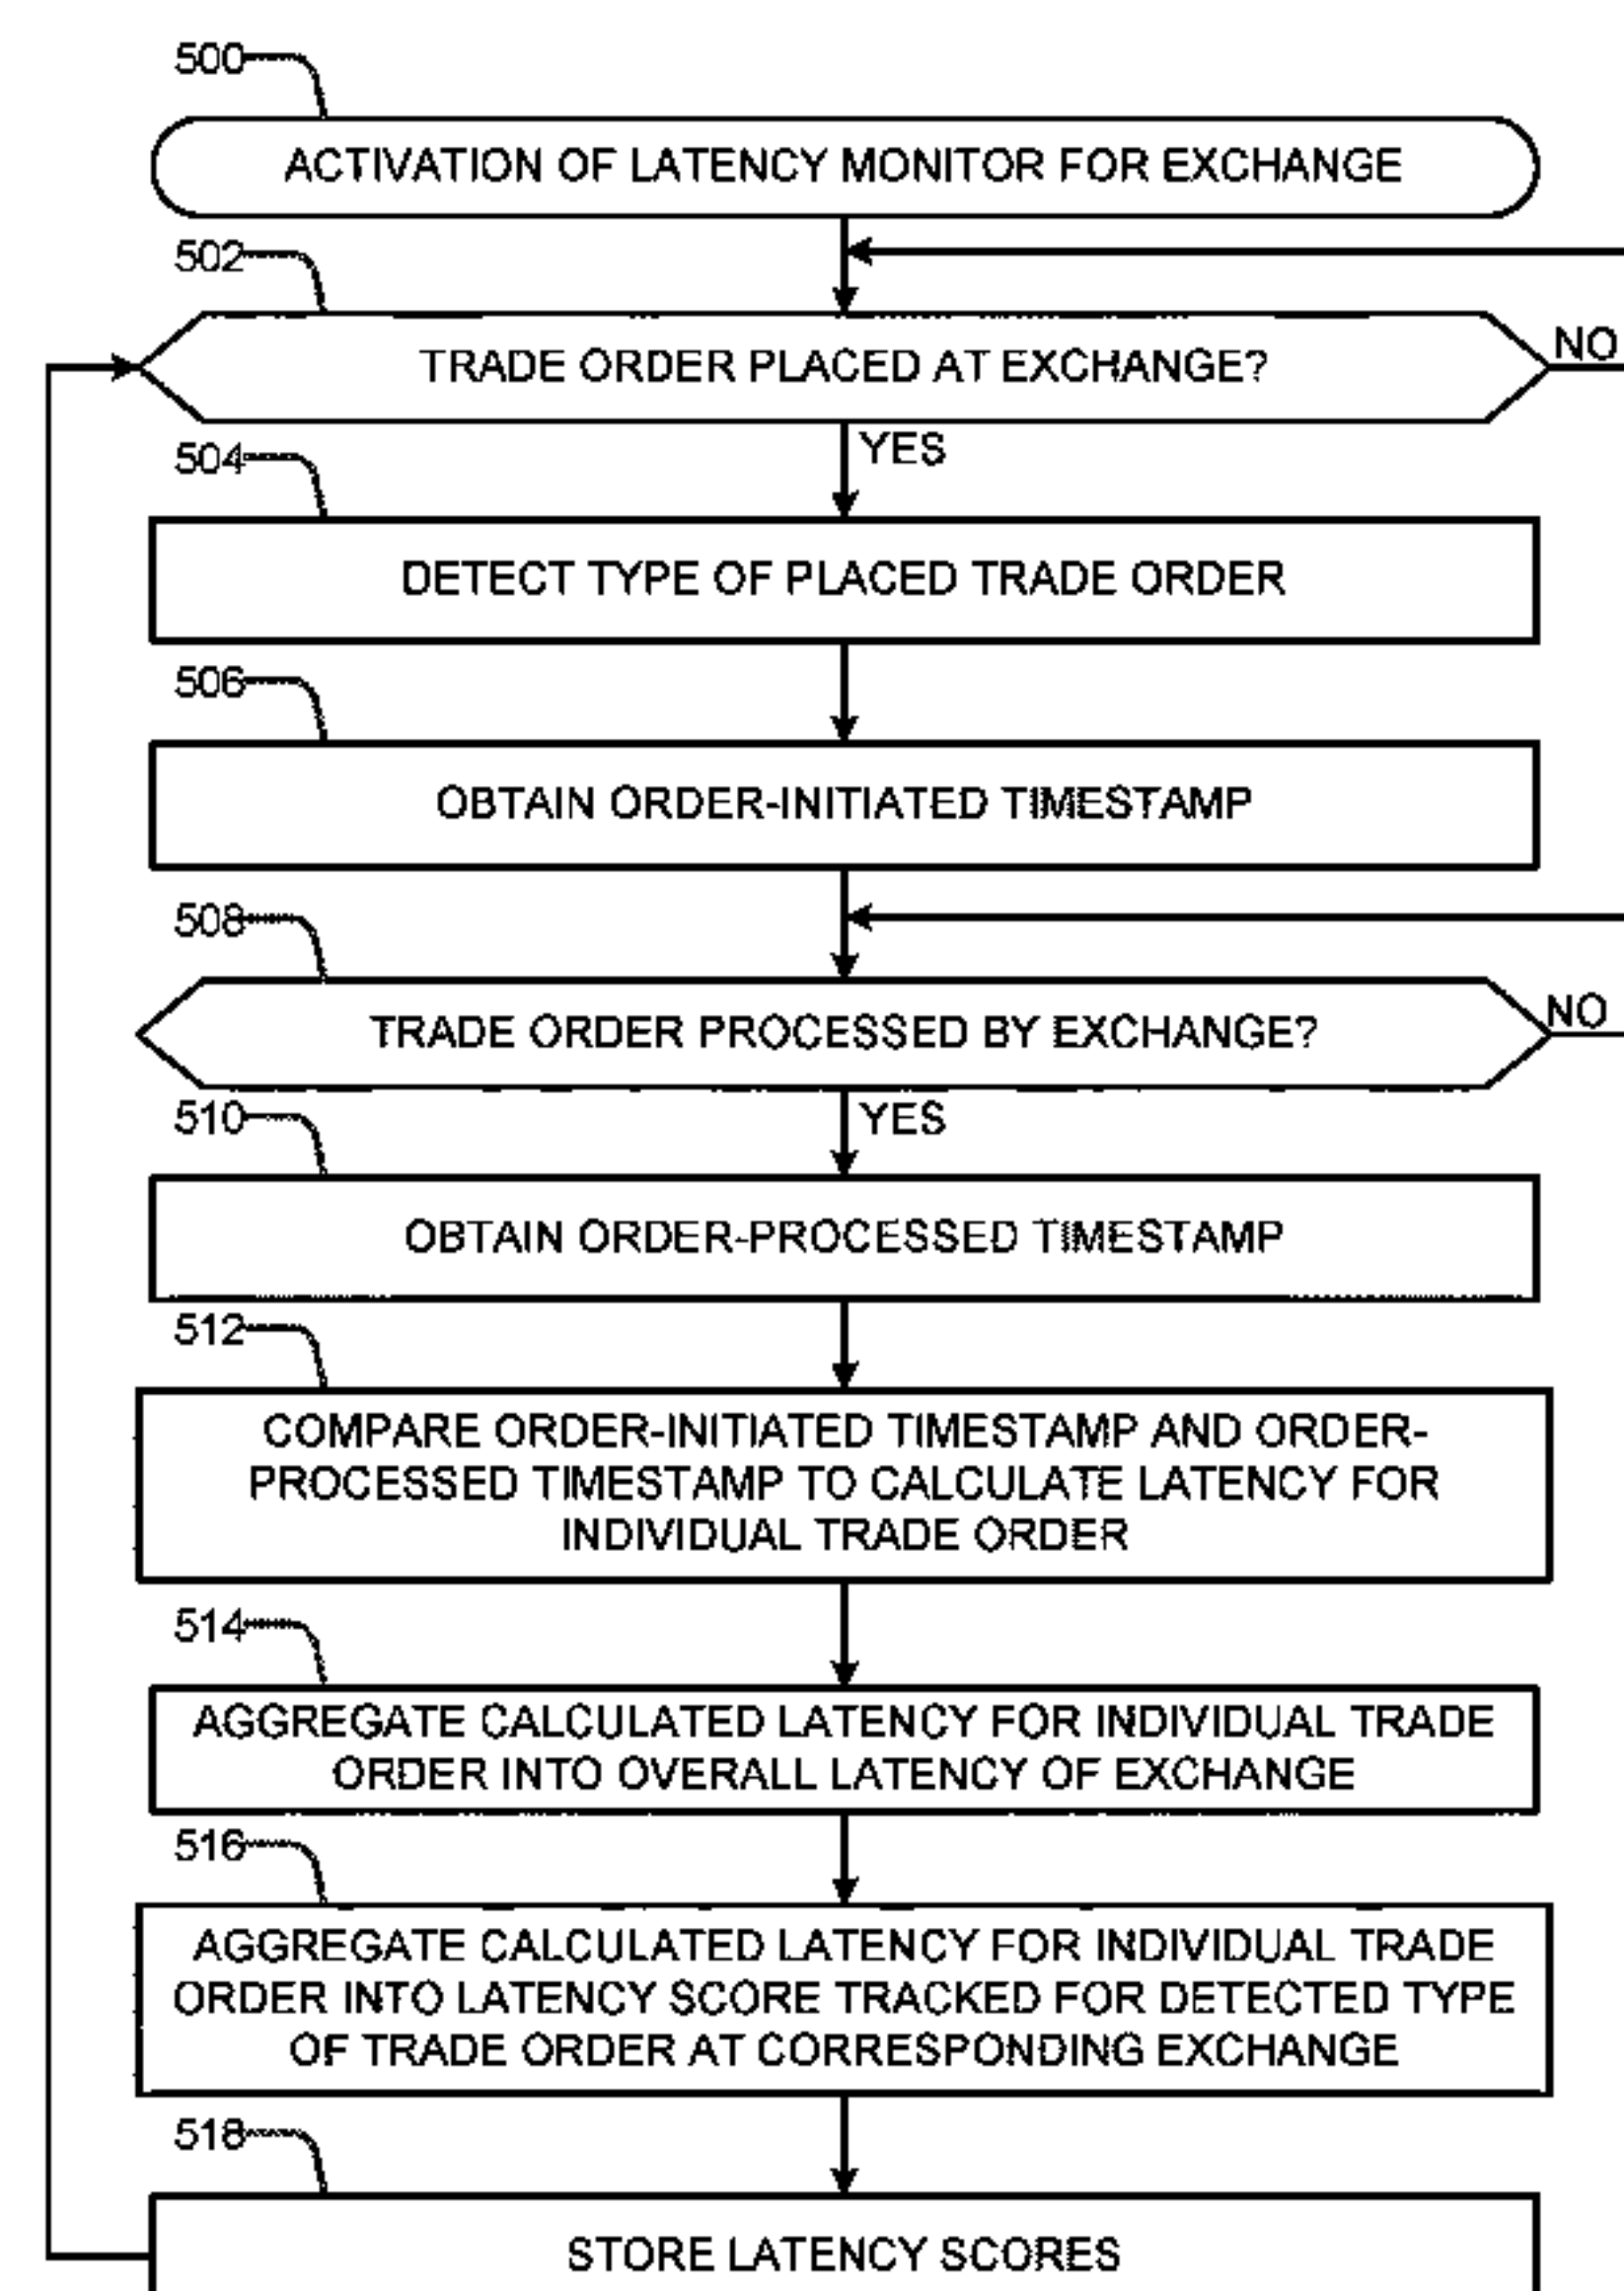 500
ACTIVATION OF LATENCY MONITOR FOR EXCHANGE
502
TRADE ORDER PLACED AT EXCHANGE?
NO
YES
504
DETECT TYPE OF PLACED TRADE ORDER
506
OBTAIN ORDER-INITIATED TIMESTAMP
508
TRADE ORDER PROCESSED BY EXCHANGE?
NO
YES
510
OBTAIN ORDER-PROCESSED TIMESTAMP
512
COMPARE ORDER-INITIATED TIMESTAMP AND ORDER-
PROCESSED TIMESTAMP TO CALCULATE LATENCY FOR
INDIVIDUAL TRADE ORDER
514
AGGREGATE CALCULATED LATENCY FOR INDIVIDUAL TRADE
ORDER INTO OVERALL LATENCY OF EXCHANGE
516
AGGREGATE CALCULATED LATENCY FOR INDIVIDUAL TRADE
ORDER INTO LATENCY SCORE TRACKED FOR DETECTED TYPE
OF TRADE ORDER AT CORRESPONDING EXCHANGE
518
STORE LATENCY SCORES